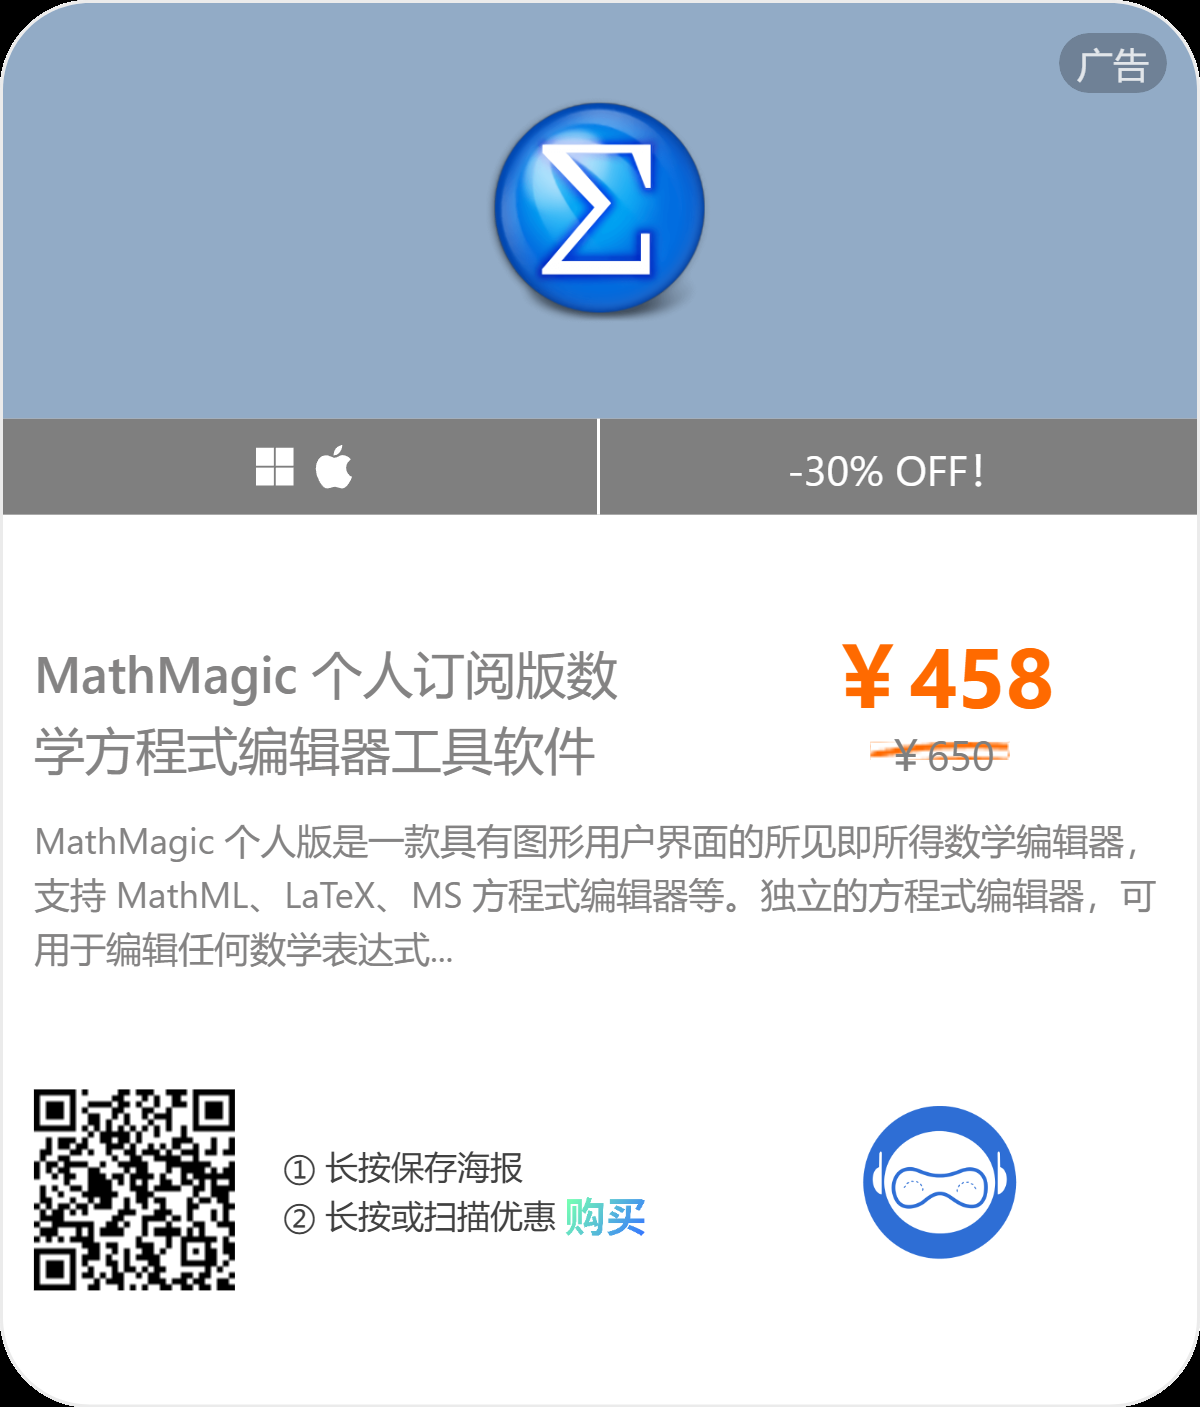 广告
Σ
-30% OFF!
MathMagic 个人订阅版数
学方程式编辑器工具软件
￥458
￥650
MathMagic 个人版是一款具有图形用户界面的所见即所得数学编辑器，
支持 MathML、LaTeX、MS 方程式编辑器等。独立的方程式编辑器，可
用于编辑任何数学表达式...
① 长按保存海报
② 长按或扫描优惠 购买